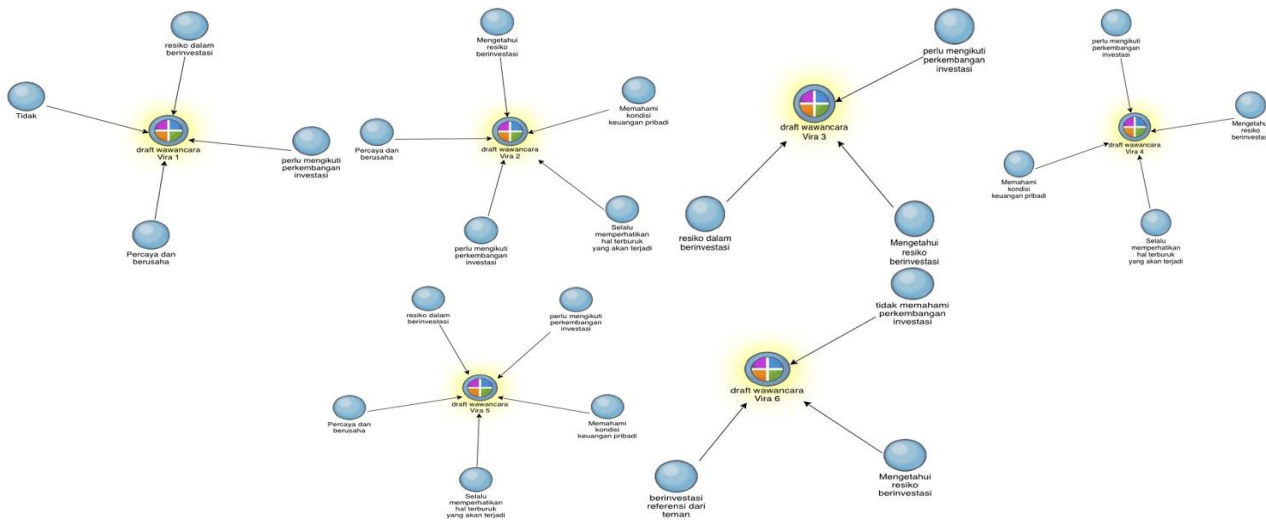 resiko dalam
berinvestasi
Tidak
draft wawancara
Vira 1
perlu mengikuti
perkembangan
investasi
Percaya dan
berusaha
Mengetahui
resiko
berinvestasi
Memahami
kondisi
keuangan pribadi
Percaya dan
berusaha
draft wawancara
Vira 2
perlu mengikuti
perkembangan
investasi
Selalu
memperhatikan
hal terburuk
yang akan terjadi
perlu mengikuti
perkembangan
investasi
draft wawancara
Vira 3
resiko dalam
berinvestasi
Mengetahui
resiko
berinvestasi
perlu mengikuti
perkembangan
investasi
Mengetahui
resiko
berinvestasi
draft wawancara
Vira 4
Memahami
kondisi
keuangan pribadi
Selalu
memperhatikan
hal terburuk
yang akan terjadi
resiko dalam
berinvestasi
perlu mengikuti
perkembangan
investasi
draft wawancara
Vira 5
Percaya dan
berusaha
Memahami
kondisi
keuangan pribadi
Selalu
memperhatikan
hal terburuk
yang akan terjadi
tidak memahami
perkembangan
investasi
draft wawancara
Vira 6
berinvestasi
referensi dari
teman
Mengetahui
resiko
berinvestasi